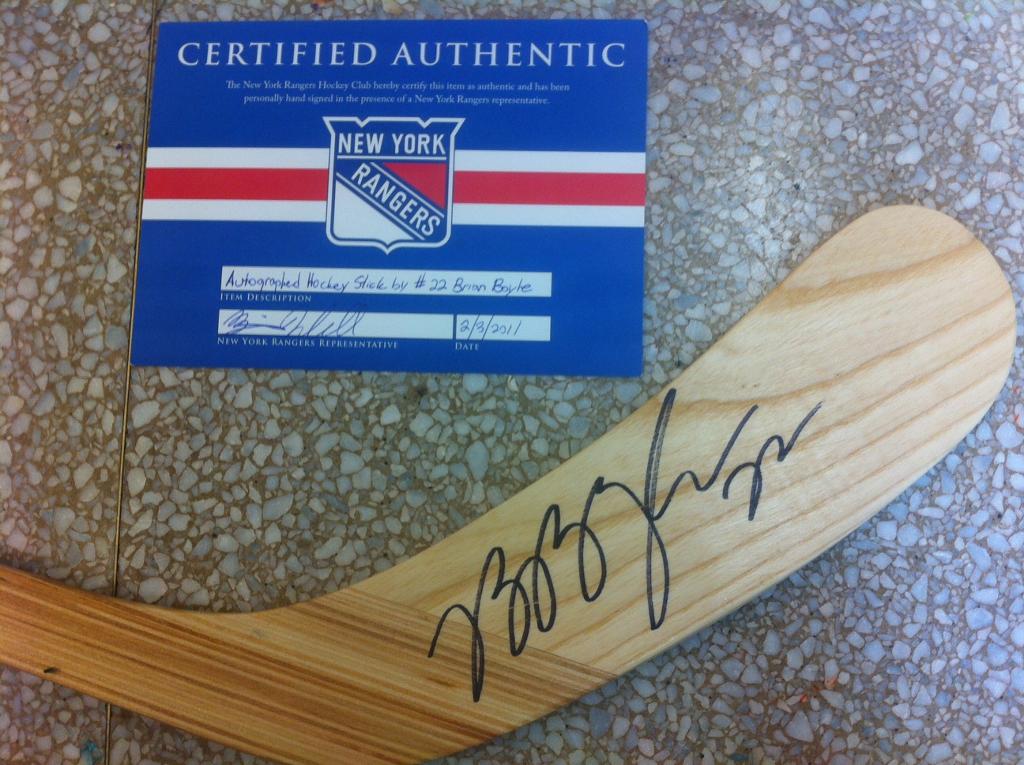 CERTIFIED AUTHENTIC
The New York Rangers Hockey Club hereby certify this item as authentic and has been
personally hand signed in the presence of a New York Rangers representative.
NEW YORK
RANGERS
Autographed Hockey Stick by #22 Brian Boyle
ITEM DESCRIPTION
2/3/2011
NEW YORK RANGERS REPRESENTATIVE
DATE
22